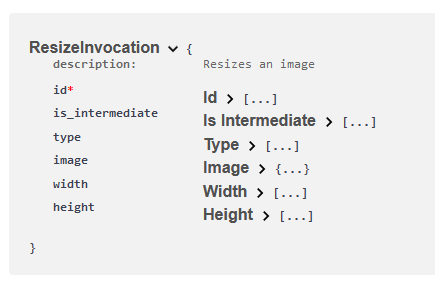 ResizeInvocation {
description: Resizes an image
id* Id > [...]
is_intermediate Is Intermediate > [...]
type Type > [...]
image Image > {...}
width Width > [...]
height Height > [...]
}